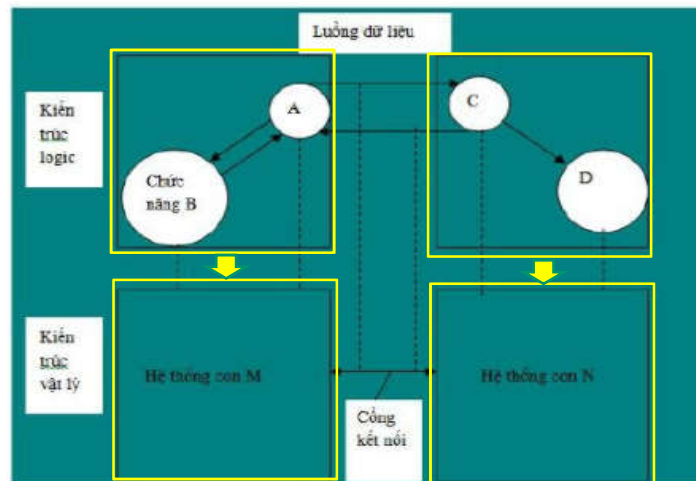 Luồng dữ liệu
Kiến
trúc
logic
A
C
Chức
năng B
D
Kiến
trúc
vật lý
Hệ thống con M
Hệ thống con N
Cổng
kết nối